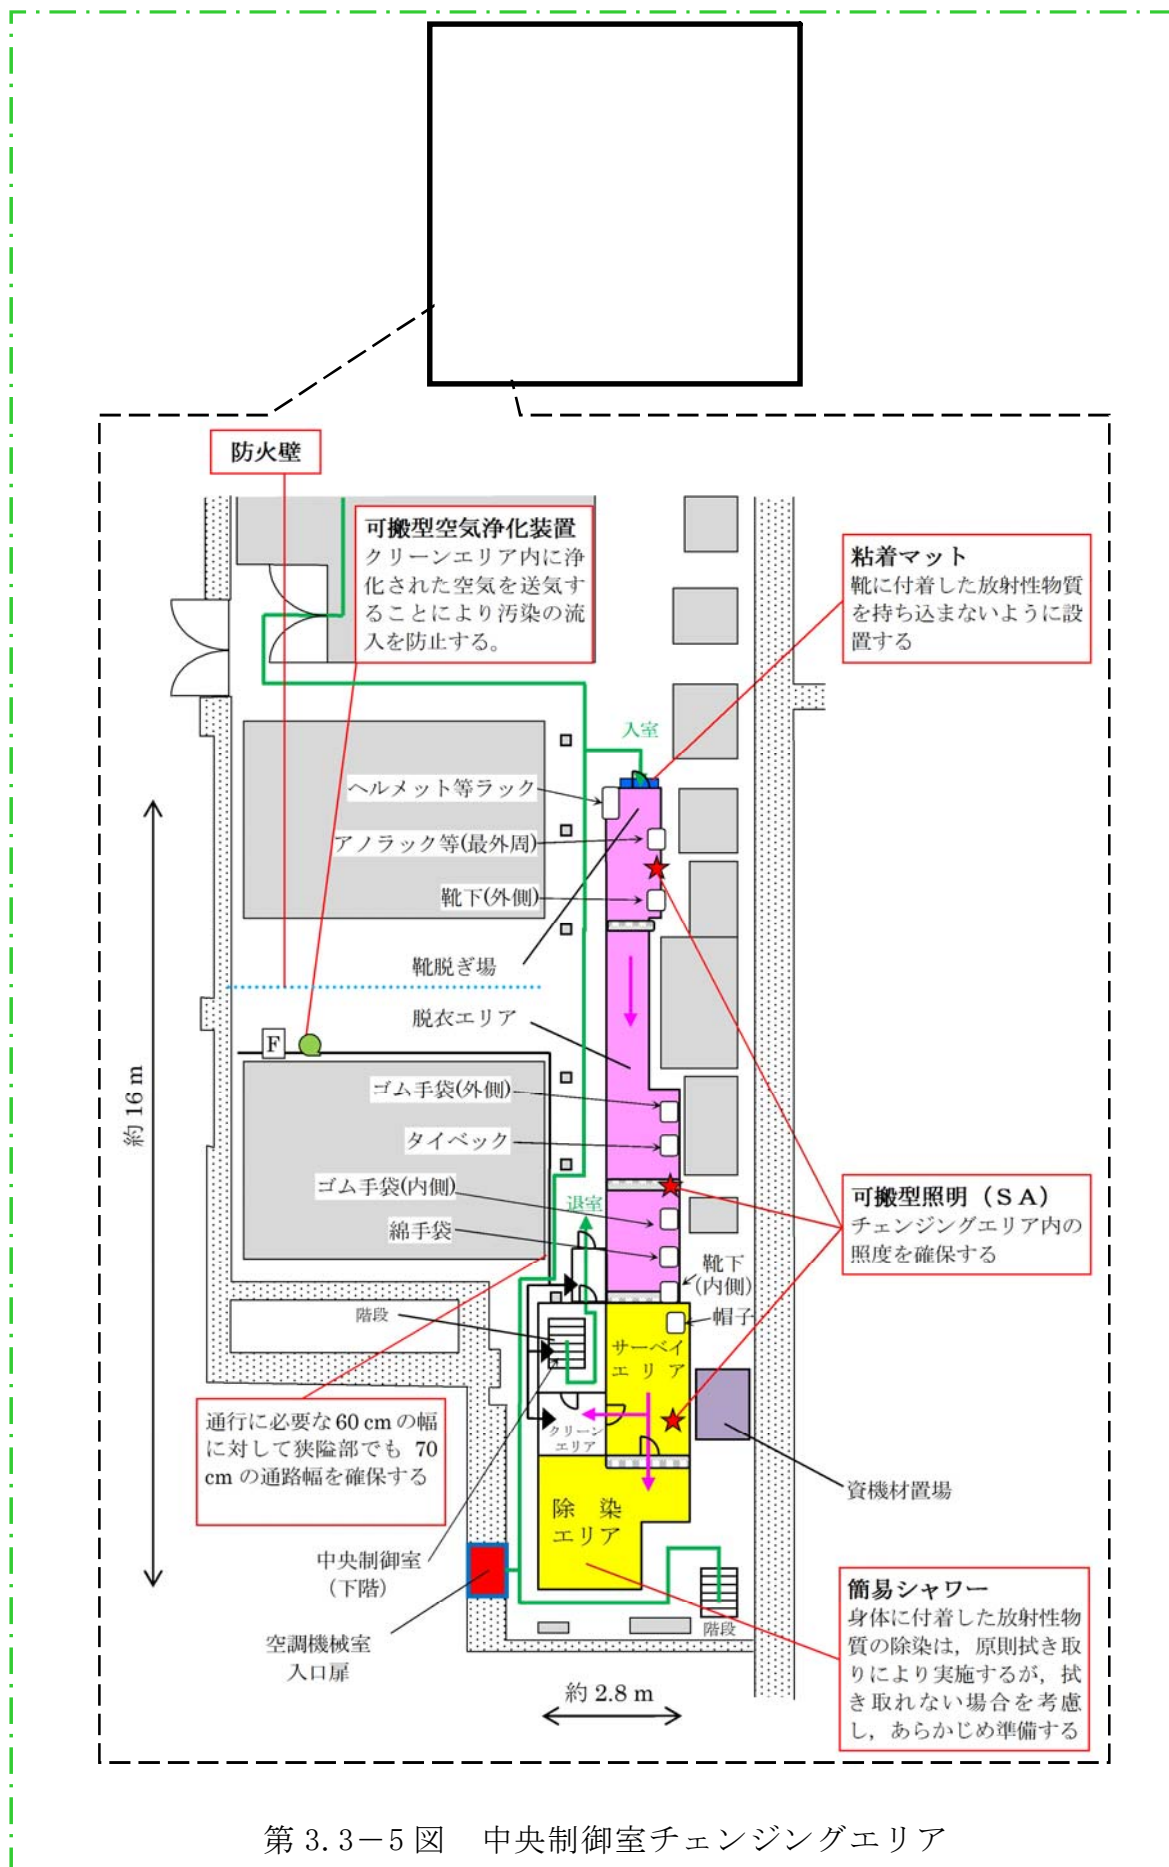 防火壁
可搬型空気浄化装置
クリーンエリア内に浄
化された空気を送気す
ることにより汚染の流
入を防止する。
粘着マット
靴に付着した放射性物質
を持ち込まないように設
置する
入室
ヘルメット等ラック
アノラック等(最外周)
靴下(外側)
靴脱ぎ場
脱衣エリア
F
約 16 m
ゴム手袋(外側)
タイベック
ゴム手袋(内側)
綿手袋
退室
靴下
(内側)
帽子
可搬型照明（ＳＡ）
チェンジングエリア内の
照度を確保する
階段
サーベイ
エ リ ア
クリーン
エリア
通行に必要な 60 cm の幅
に対して狭隘部でも 70
cm の通路幅を確保する
資機材置場
除 染
エリア
中央制御室
（下階）
空調機械室
入口扉
階段
簡易シャワー
身体に付着した放射性物
質の除染は，原則拭き取
りにより実施するが，拭
き取れない場合を考慮
し，あらかじめ準備する
約 2.8 m
第 3.3－5 図　中央制御室チェンジングエリア